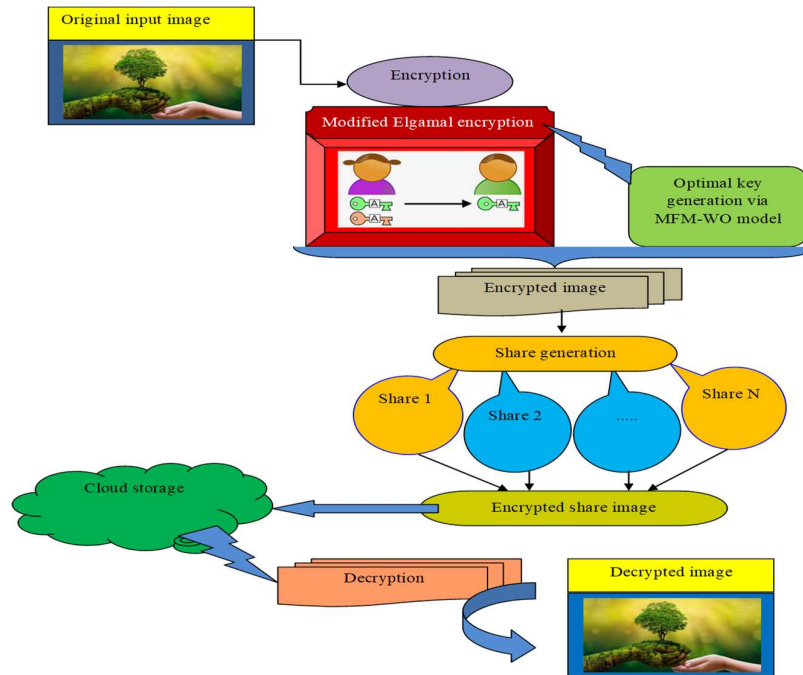 Original input image
Encryption
Modified Elgamal encryption
A
A
A
Optimal key
generation via
MFM-WO model
Encrypted image
Share generation
Share 1
Share 2
.....
Share N
Encrypted share image
Cloud storage
Decryption
Decrypted image